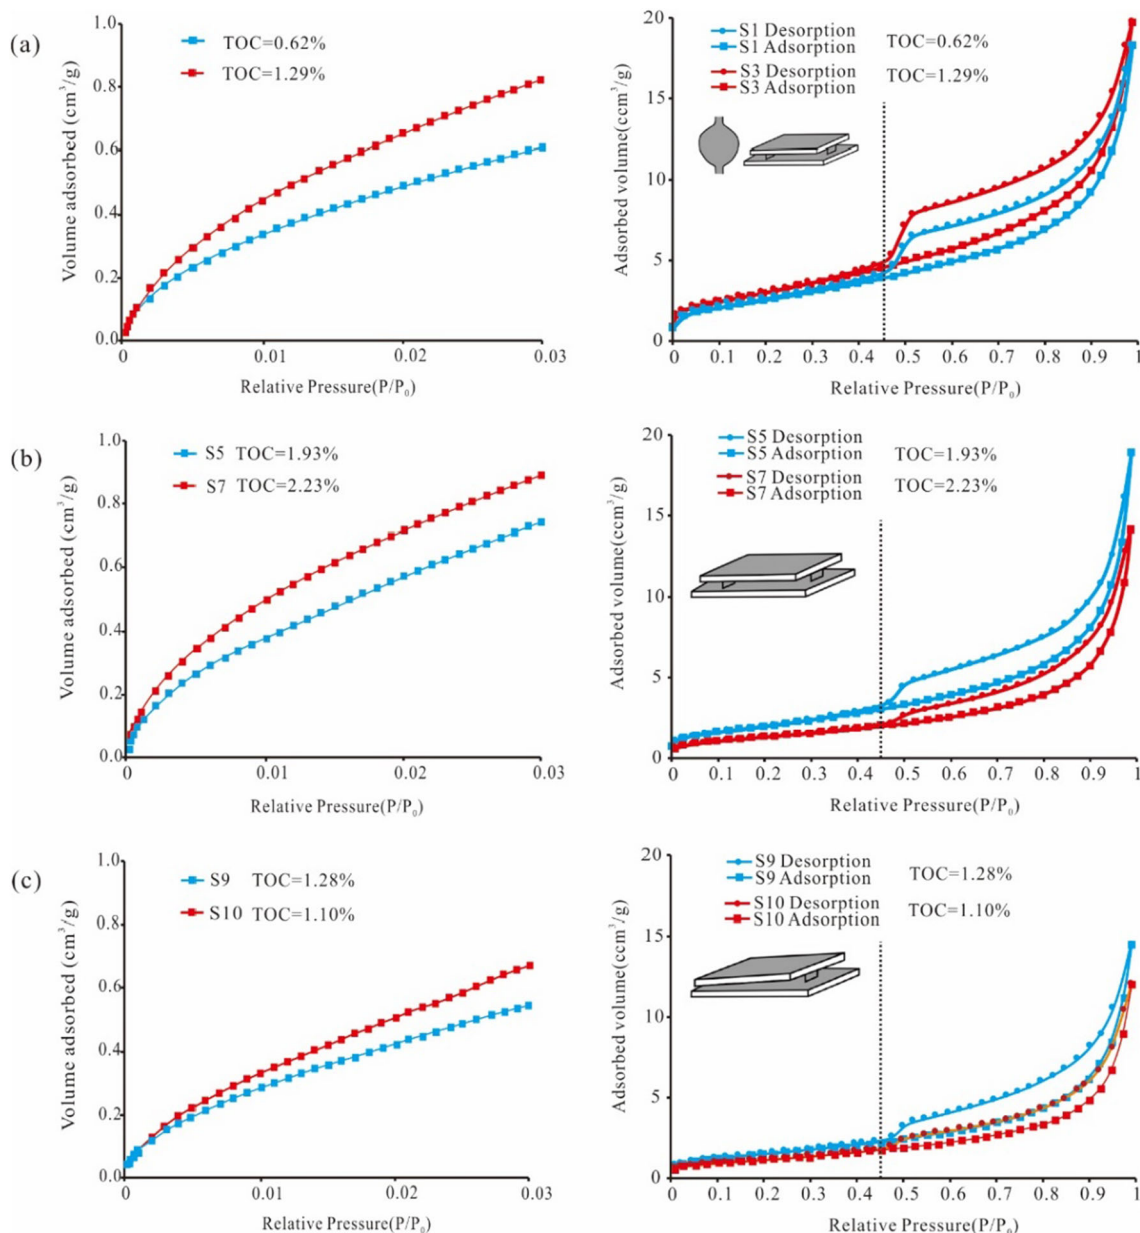 (a)
1.0
0.8
0.6
0.4
0.2
0.0
Volume adsorbed (cm³/g)
TOC=0.62%
TOC=1.29%
0 0.01 0.02 0.03
Relative Pressure(P/P₀)
20
15
10
5
0
Adsorbed volume(ccm³/g)
S1 Desorption
S1 Adsorption
TOC=0.62%
S3 Desorption
S3 Adsorption
TOC=1.29%
0 0.1 0.2 0.3 0.4 0.5 0.6 0.7 0.8 0.9 1
Relative Pressure(P/P₀)
(b)
1.0
0.8
0.6
0.4
0.2
0.0
Volume adsorbed (cm³/g)
S5 TOC=1.93%
S7 TOC=2.23%
0 0.01 0.02 0.03
Relative Pressure(P/P₀)
20
15
10
5
0
Adsorbed volume(ccm³/g)
S5 Desorption
S5 Adsorption
TOC=1.93%
S7 Desorption
S7 Adsorption
TOC=2.23%
0 0.1 0.2 0.3 0.4 0.5 0.6 0.7 0.8 0.9 1
Relative Pressure(P/P₀)
(c)
1.0
0.8
0.6
0.4
0.2
0.0
Volume adsorbed (cm³/g)
S9 TOC=1.28%
S10 TOC=1.10%
0 0.01 0.02 0.03
Relative Pressure(P/P₀)
20
15
10
5
0
Adsorbed volume(ccm³/g)
S9 Desorption
S9 Adsorption
TOC=1.28%
S10 Desorption
S10 Adsorption
TOC=1.10%
0 0.1 0.2 0.3 0.4 0.5 0.6 0.7 0.8 0.9 1
Relative Pressure(P/P₀)